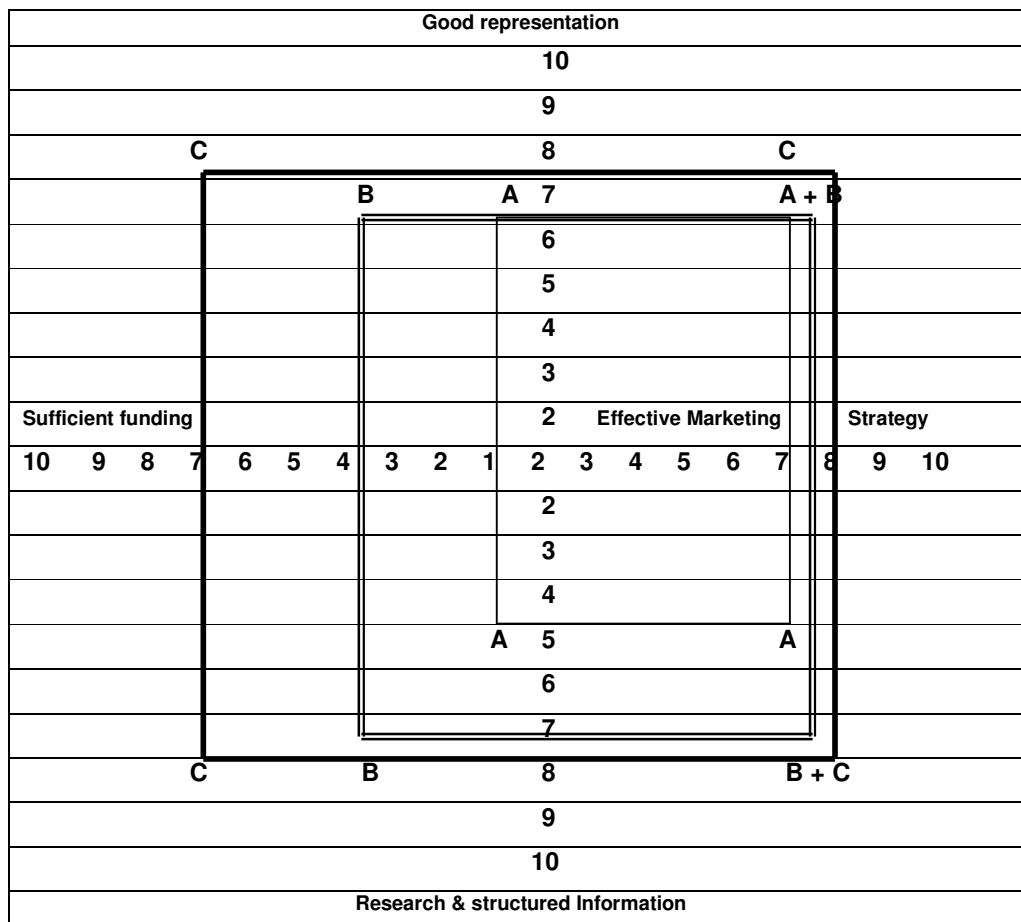 Good representation
10
9
C 8 C
B A 7 A + B
6
5
4
3
Sufficient funding 2 Effective Marketing Strategy
10 9 8 7 6 5 4 3 2 1 2 3 4 5 6 7 8 9 10
2
3
4
A 5 A
6
7
C B 8 B + C
9
10
Research & structured Information